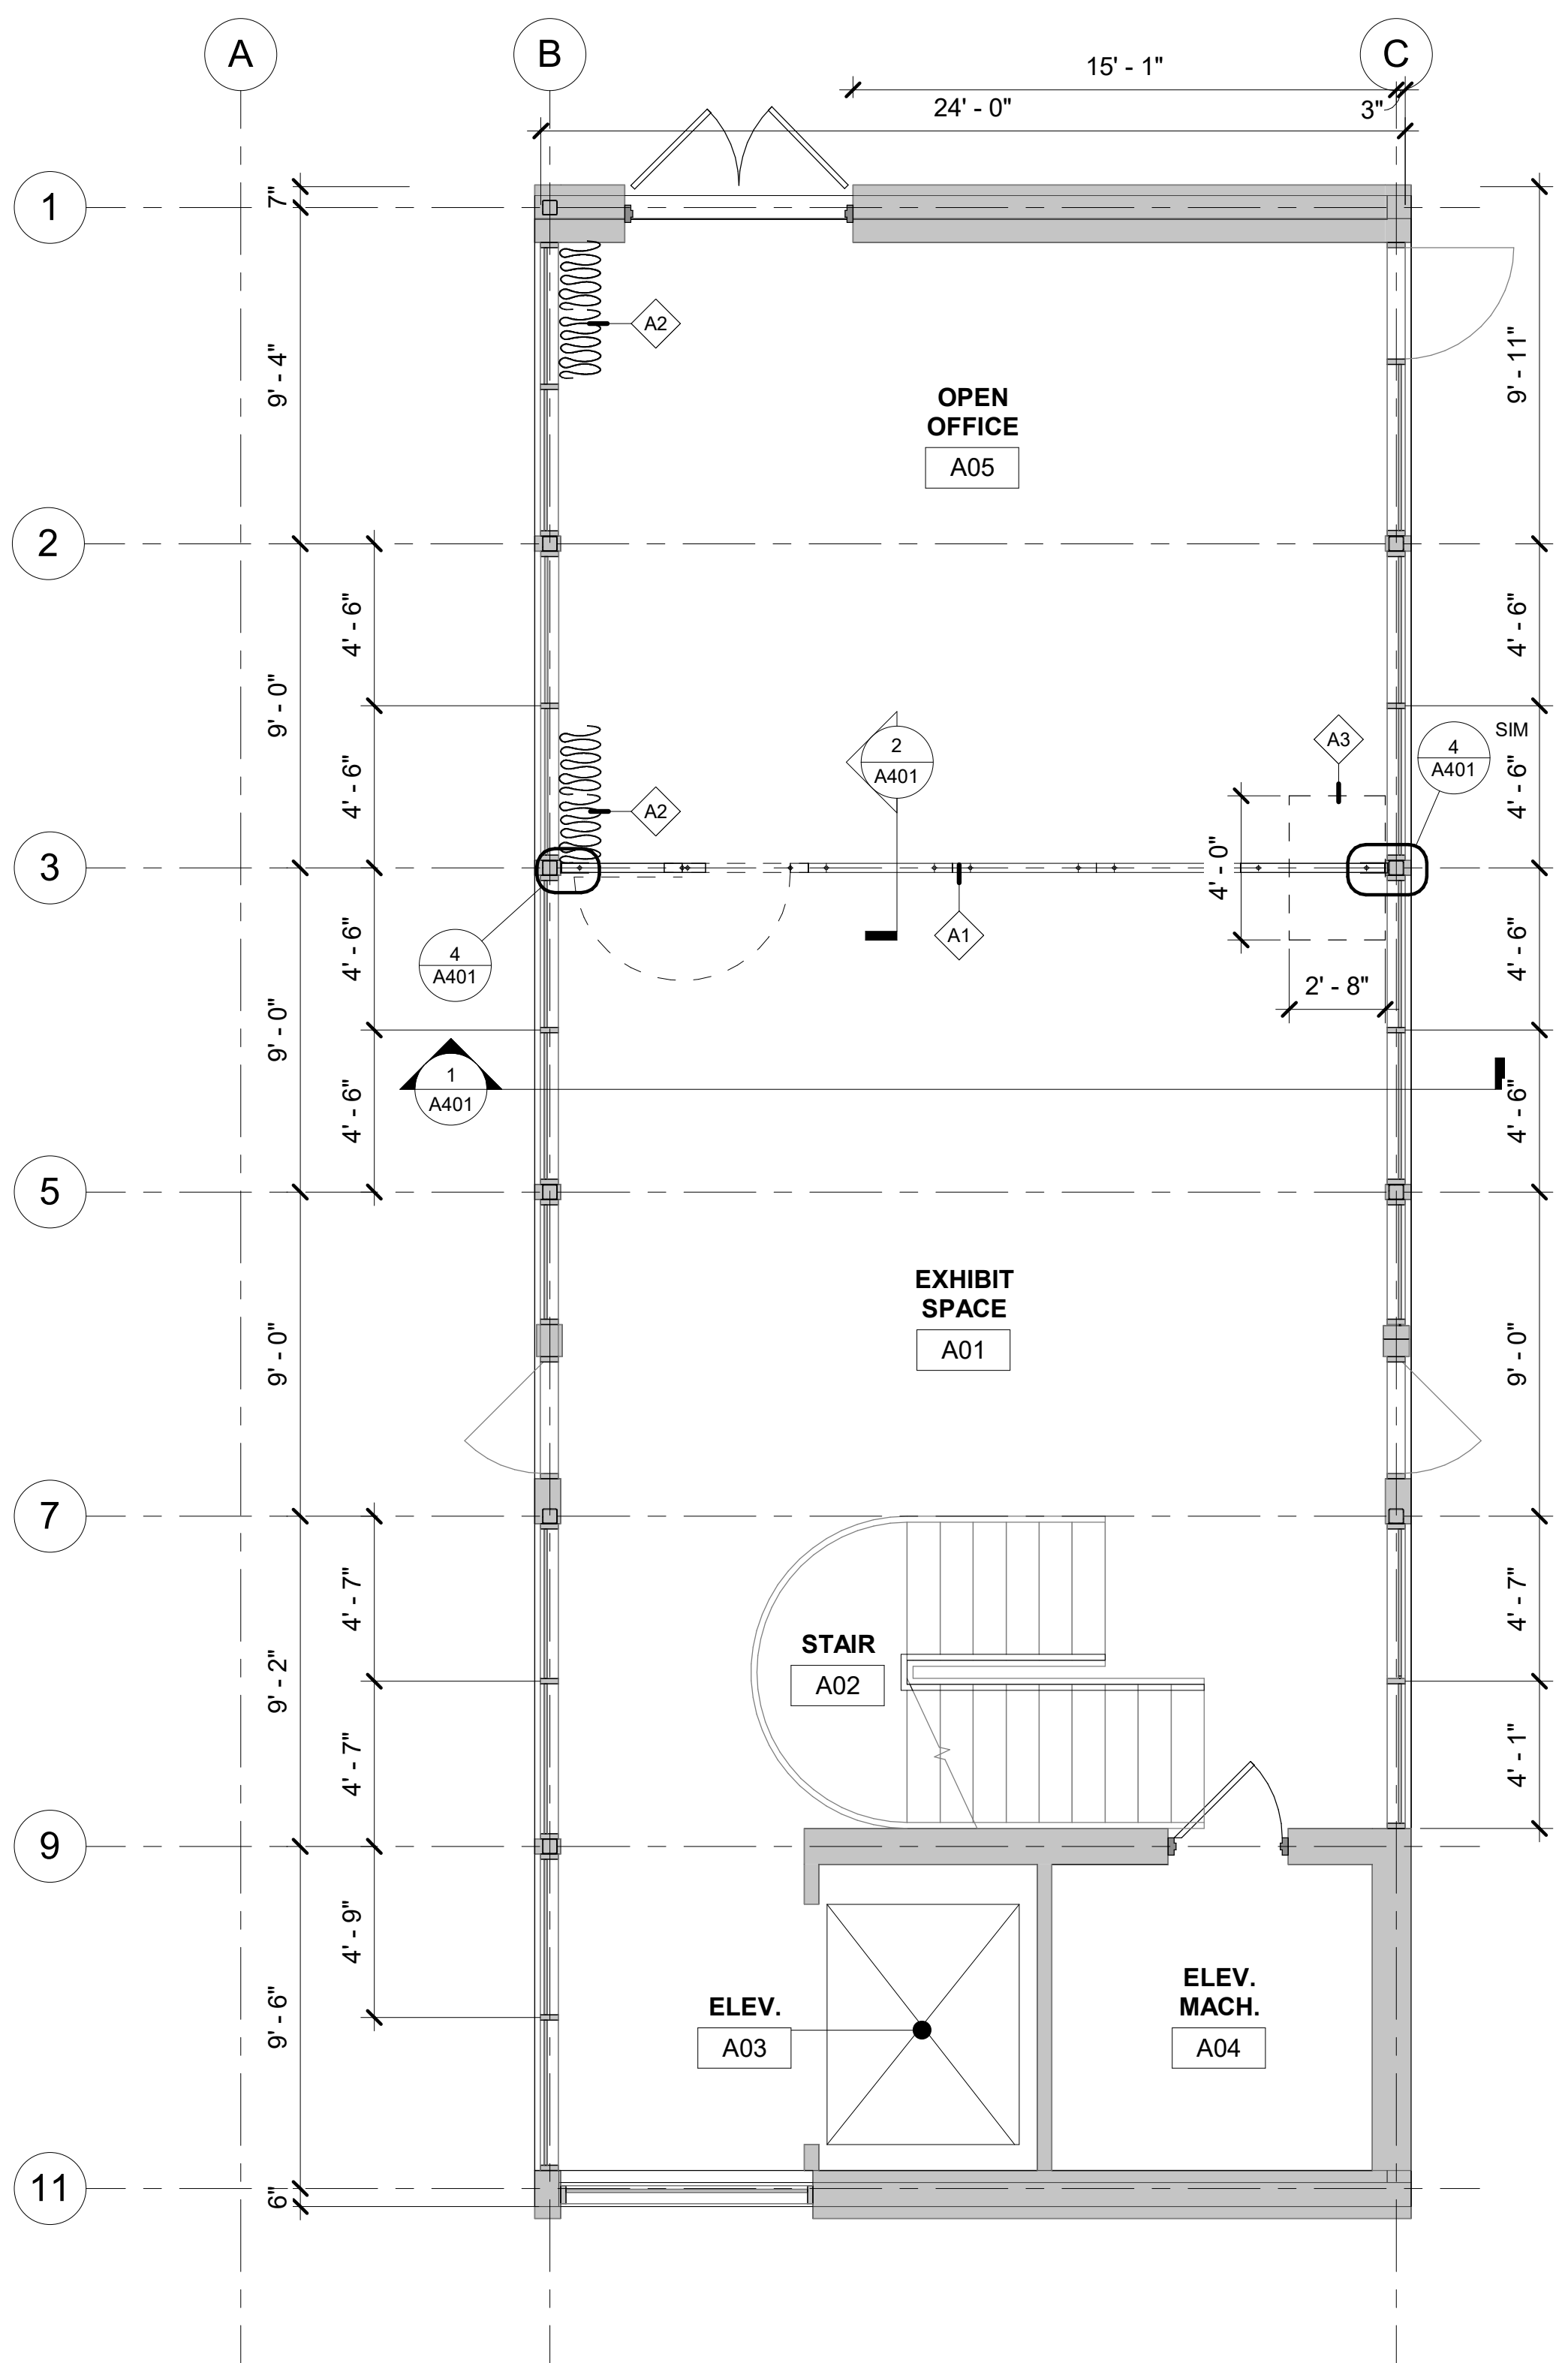 A
B
C
15' - 1"
24' - 0"
3"
1
7"
9' - 4"
A2
9' - 11"
OPEN
OFFICE
A05
2
4' - 6"
4' - 6"
9' - 0"
SIM
A3
2
A401
4
A401
4' - 6"
4' - 6"
A2
3
4' - 0"
A1
4' - 6"
4' - 6"
4
A401
2' - 8"
9' - 0"
1
A401
4' - 6"
4' - 6"
5
EXHIBIT
SPACE
A01
9' - 0"
9' - 0"
7
4' - 7"
4' - 7"
STAIR
A02
9' - 2"
4' - 7"
4' - 1"
9
4' - 9"
ELEV.
MACH.
A04
ELEV.
A03
9' - 6"
11
6"